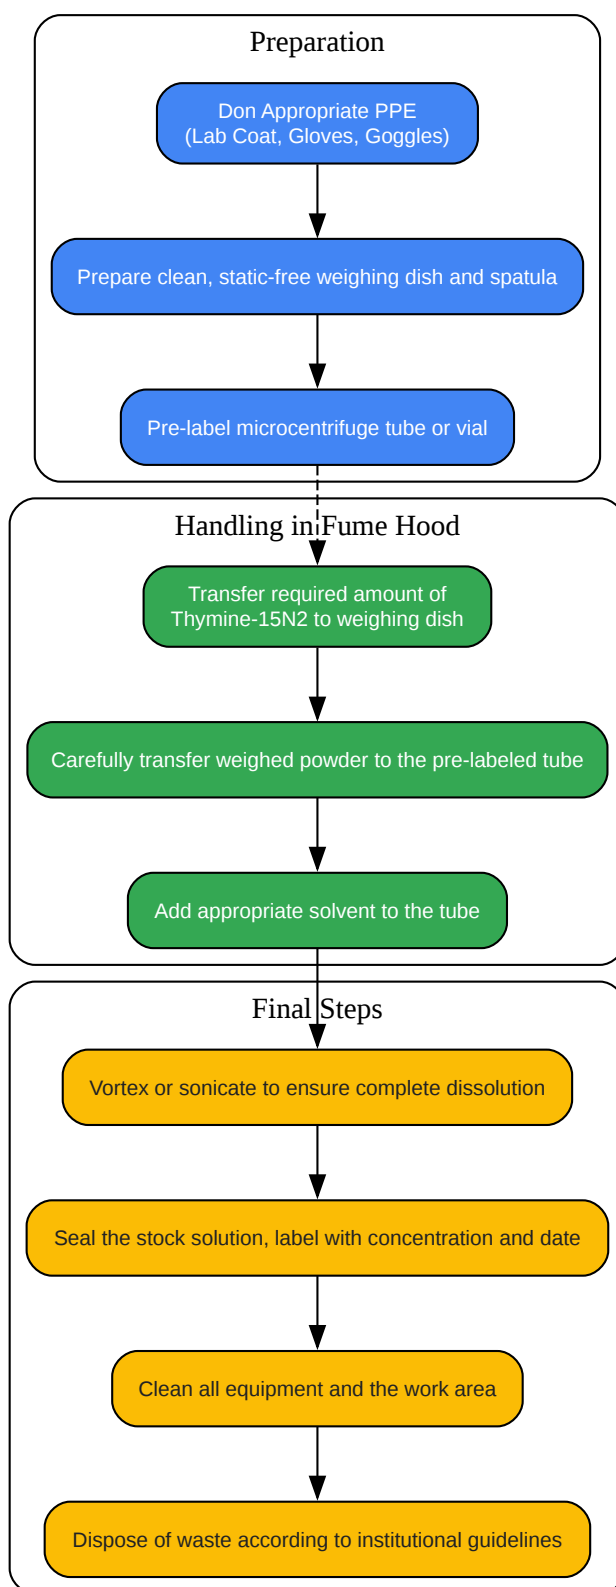 Preparation
Don Appropriate PPE
(Lab Coat, Gloves, Goggles)
Prepare clean, static-free weighing dish and spatula
Pre-label microcentrifuge tube or vial
Handling in Fume Hood
Transfer required amount of
Thymine-15N2 to weighing dish
Carefully transfer weighed powder to the pre-labeled tube
Add appropriate solvent to the tube
Final Steps
Vortex or sonicate to ensure complete dissolution
Seal the stock solution, label with concentration and date
Clean all equipment and the work area
Dispose of waste according to institutional guidelines